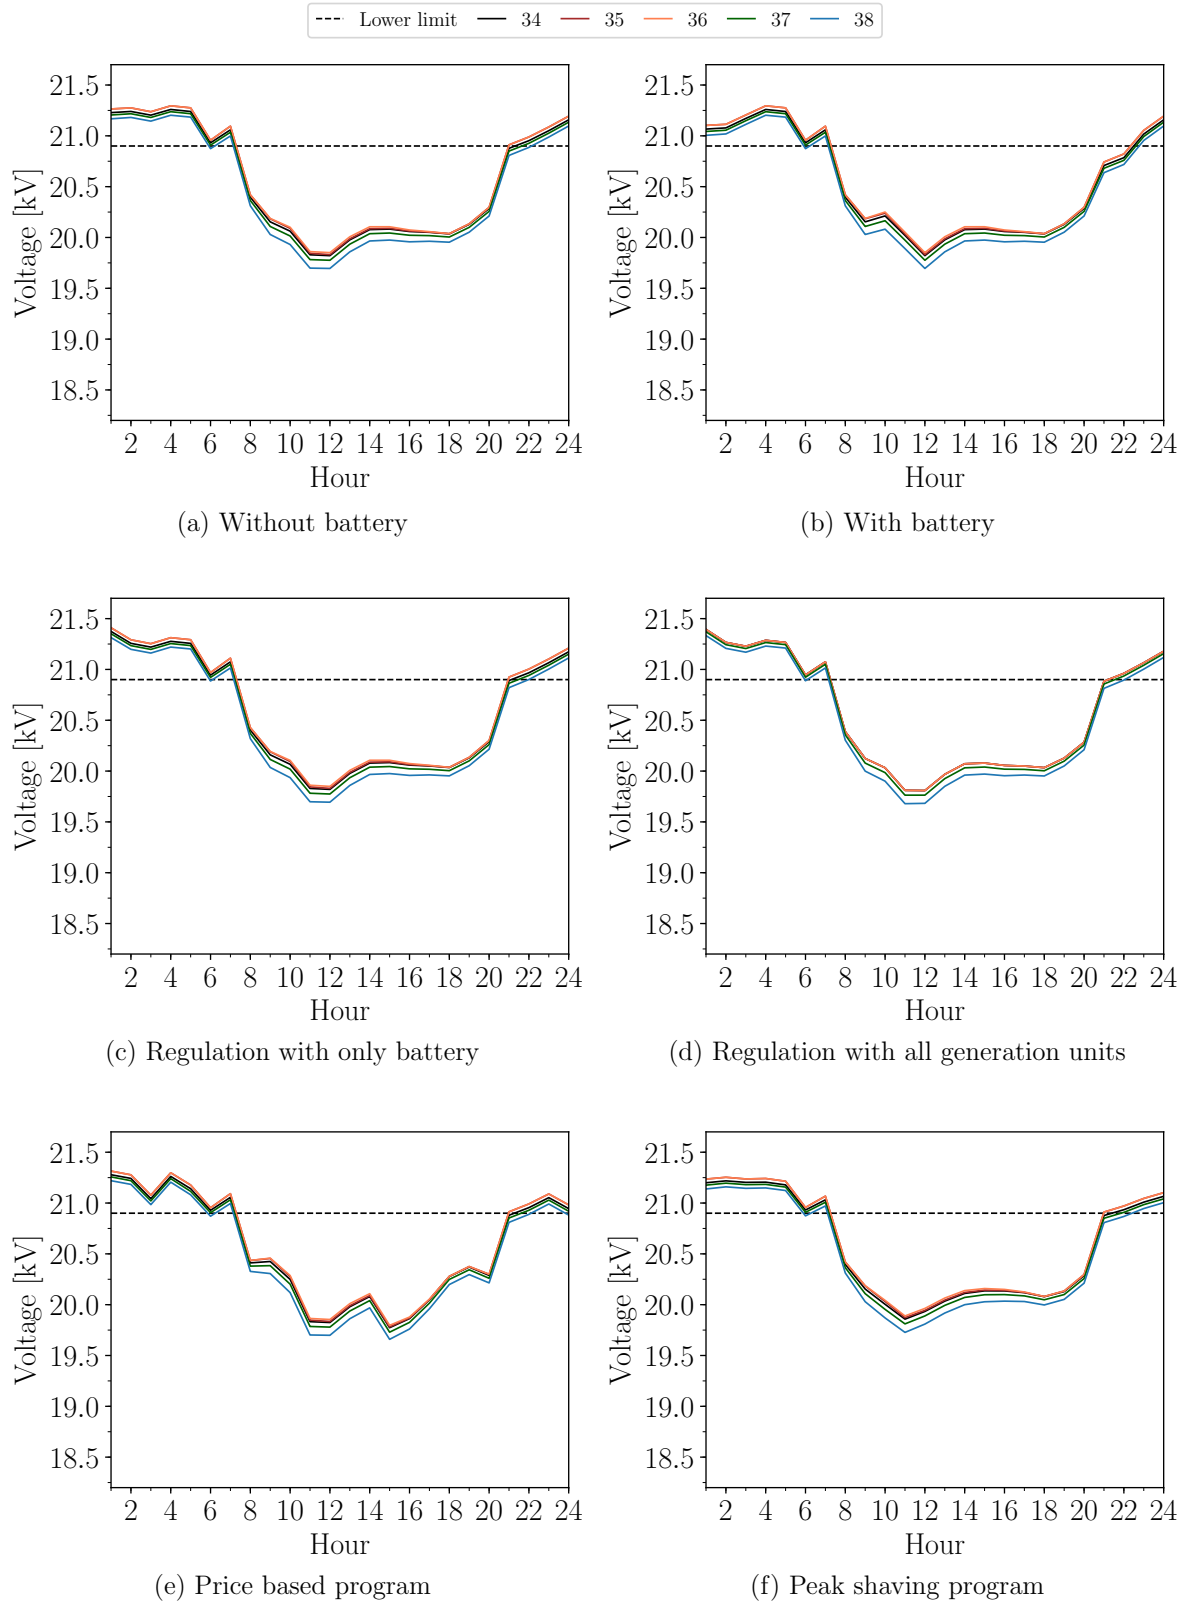 Lower limit 34 35 36 37 38
21.5
21.0
20.5
20.0
19.5
19.0
18.5
Voltage [kV]
2 4 6 8 10 12 14 16 18 20 22 24
Hour
(a) Without battery
21.5
21.0
20.5
20.0
19.5
19.0
18.5
Voltage [kV]
2 4 6 8 10 12 14 16 18 20 22 24
Hour
(b) With battery
21.5
21.0
20.5
20.0
19.5
19.0
18.5
Voltage [kV]
2 4 6 8 10 12 14 16 18 20 22 24
Hour
(c) Regulation with only battery
21.5
21.0
20.5
20.0
19.5
19.0
18.5
Voltage [kV]
2 4 6 8 10 12 14 16 18 20 22 24
Hour
(d) Regulation with all generation units
21.5
21.0
20.5
20.0
19.5
19.0
18.5
Voltage [kV]
2 4 6 8 10 12 14 16 18 20 22 24
Hour
(e) Price based program
21.5
21.0
20.5
20.0
19.5
19.0
18.5
Voltage [kV]
2 4 6 8 10 12 14 16 18 20 22 24
Hour
(f) Peak shaving program